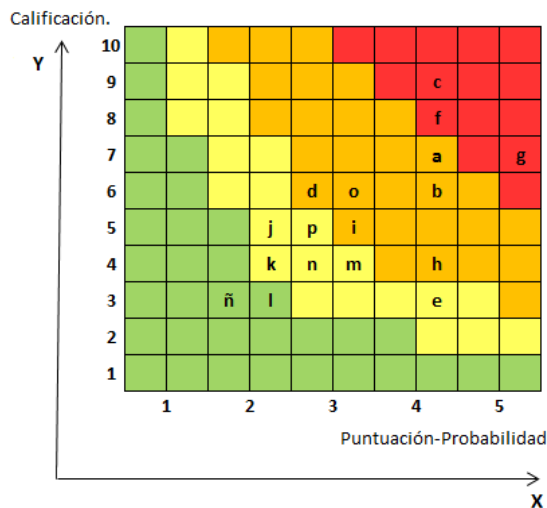 Calificación.
Y
10
9 c
8 f
7 a g
6 d o b
5 j p i
4 k n m h
3 ñ l e
2
1
1 2 3 4 5
Puntuación-Probabilidad
X